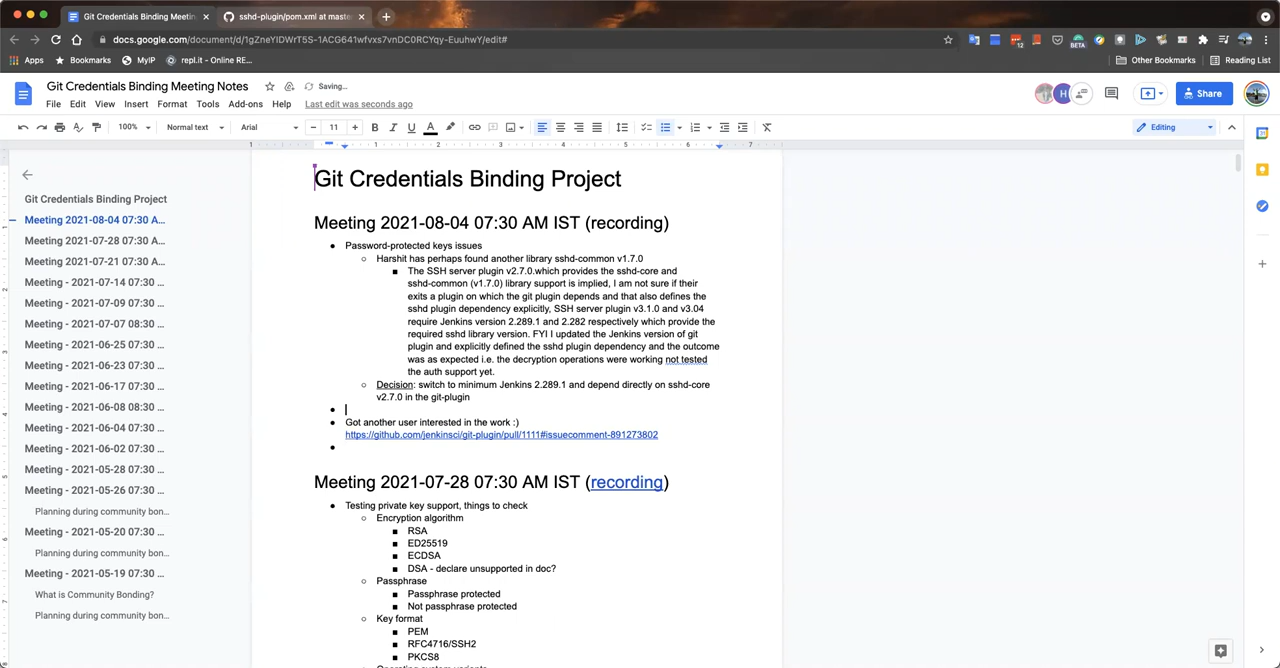 Git Credentials Binding Meetin
sshd-plugin/pom.xml at maste
docs.google.com/document/d/1gZneYIDWrT5S-1ACG641wfvxs7vnDC0RCYqy-EuuhwY/edit#
12
BETA
Apps
Bookmarks
MyIP
repl.it - Online RE...
Other Bookmarks
Reading List
Git Credentials Binding Meeting Notes
Saving...
File Edit View Insert Format Tools Add-ons Help Last edit was seconds ago
H
Share
100% Normal text Arial 11
Editing
1 1 2 3 4 5 6 7
Git Credentials Binding Project
Meeting 2021-08-04 07:30 A...
Meeting 2021-07-28 07:30 A...
Meeting 2021-07-21 07:30 A...
Meeting - 2021-07-14 07:30 ...
Meeting - 2021-07-09 07:30 ...
Meeting - 2021-07-07 08:30 ...
Meeting - 2021-06-25 07:30 ...
Meeting - 2021-06-23 07:30 ...
Meeting - 2021-06-17 07:30 ...
Meeting - 2021-06-08 08:30 ...
Meeting - 2021-06-04 07:30 ...
Meeting - 2021-06-02 07:30 ...
Meeting - 2021-05-28 07:30 ...
Meeting - 2021-05-26 07:30 ...
Planning during community bon...
Meeting - 2021-05-20 07:30 ...
Planning during community bon...
Meeting - 2021-05-19 07:30 ...
What is Community Bonding?
Planning during community bon...
Git Credentials Binding Project
Meeting 2021-08-04 07:30 AM IST (recording)
Password-protected keys issues
Harshit has perhaps found another library sshd-common v1.7.0
The SSH server plugin v2.7.0.which provides the sshd-core and
sshd-common (v1.7.0) library support is implied, I am not sure if their
exits a plugin on which the git plugin depends and that also defines the
sshd plugin dependency explicitly, SSH server plugin v3.1.0 and v3.04
require Jenkins version 2.289.1 and 2.282 respectively which provide the
required sshd library version. FYI I updated the Jenkins version of git
plugin and explicitly defined the sshd plugin dependency and the outcome
was as expected i.e. the decryption operations were working not tested
the auth support yet.
Decision: switch to minimum Jenkins 2.289.1 and depend directly on sshd-core
v2.7.0 in the git-plugin
Got another user interested in the work :)
https://github.com/jenkinsci/git-plugin/pull/1111#issuecomment-891273802
Meeting 2021-07-28 07:30 AM IST (recording)
Testing private key support, things to check
Encryption algorithm
RSA
ED25519
ECDSA
DSA - declare unsupported in doc?
Passphrase
Passphrase protected
Not passphrase protected
Key format
PEM
RFC4716/SSH2
PKCS8
Operating system variants